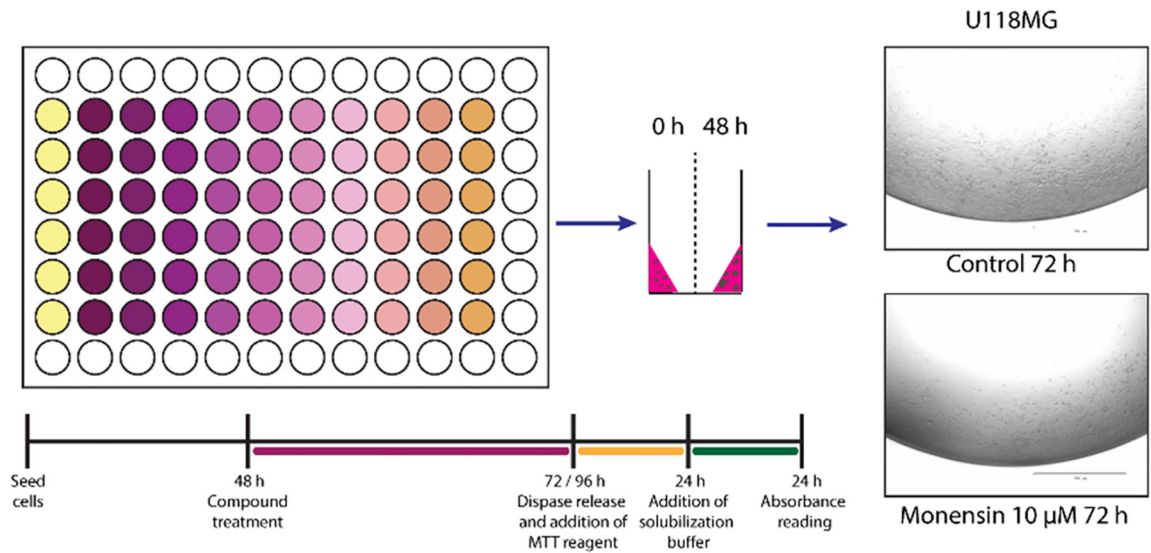 U118MG
0 h 48 h
Control 72 h
Monensin 10 µM 72 h
Seed
cells
48 h
Compound
treatment
72 / 96 h
Dispase release
and addition of
MTT reagent
24 h
Addition of
solubilization
buffer
24 h
Absorbance
reading